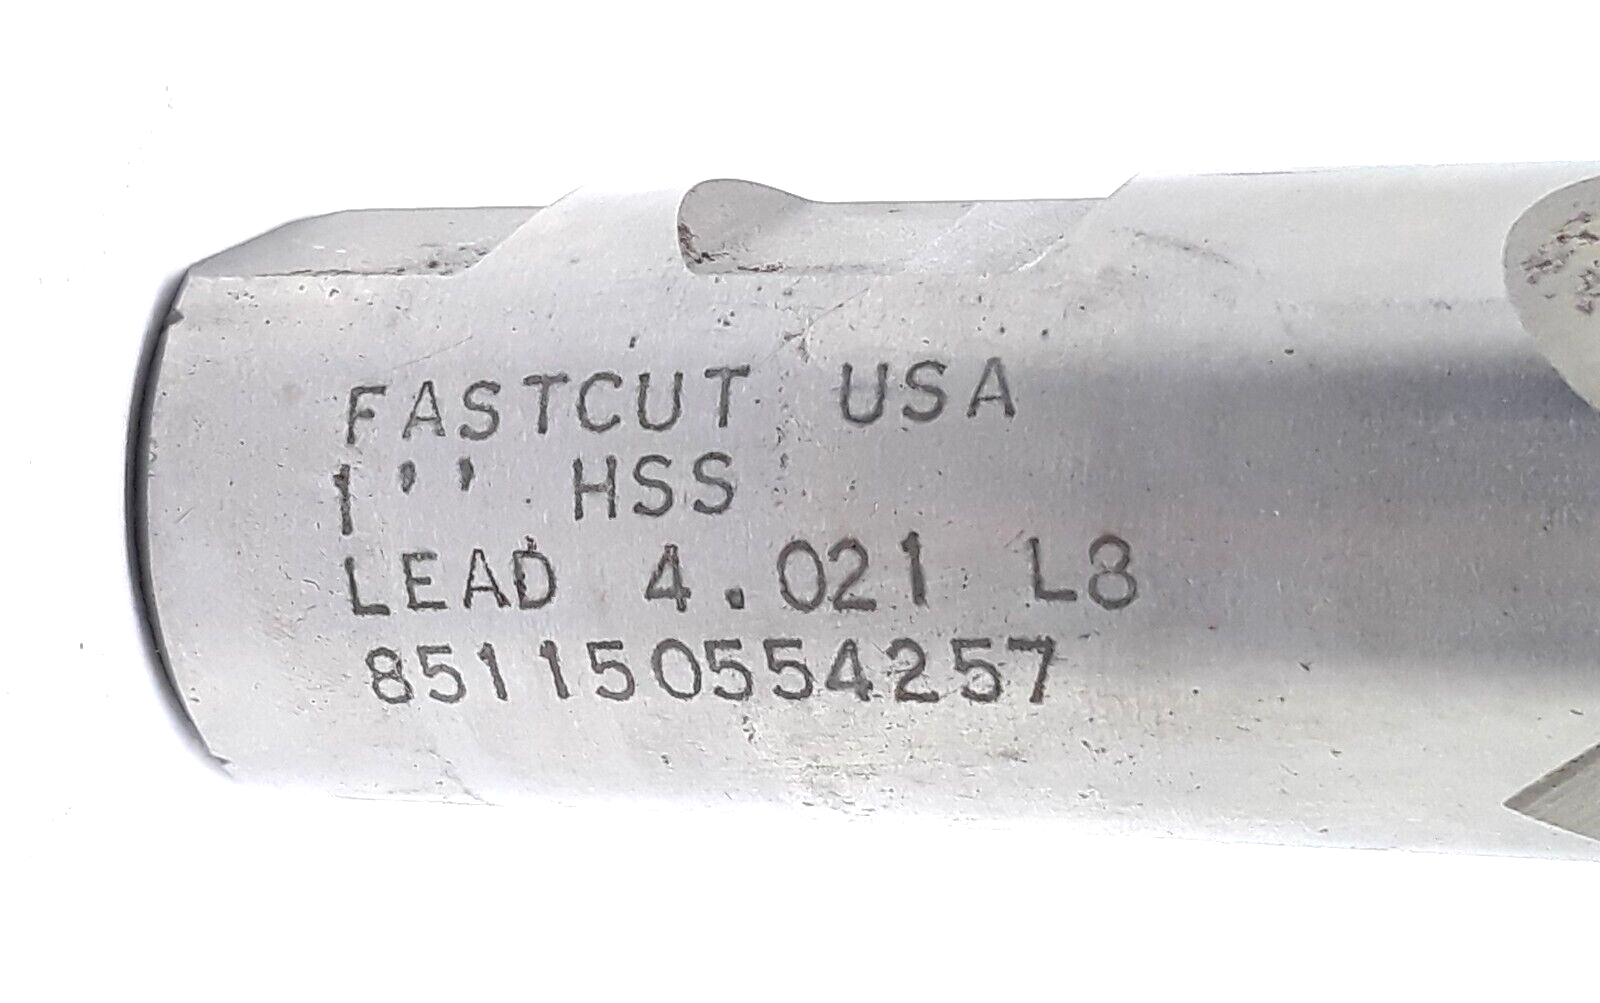 FASTCUT USA
1'' HSS
LEAD 4.021 L8
851150554257